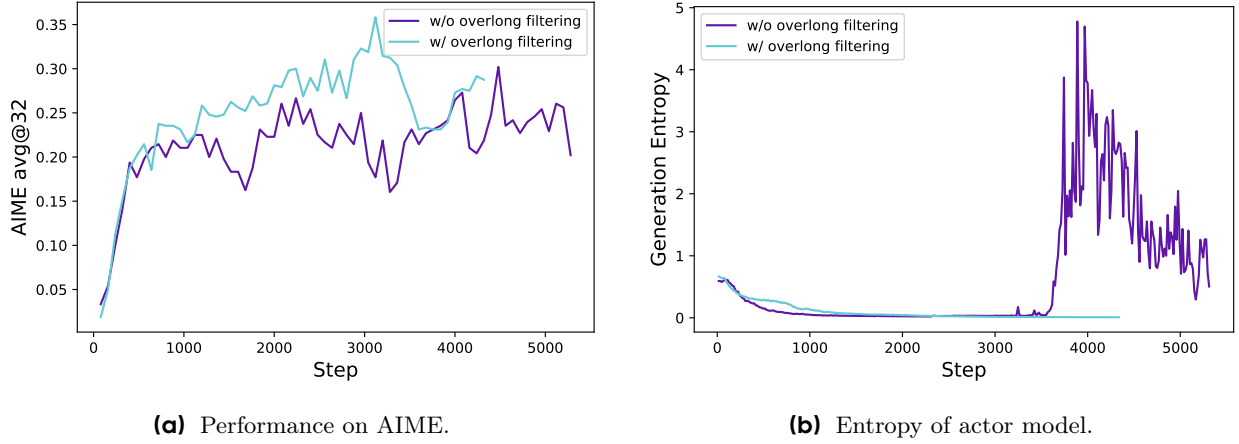 0.35
0.30
0.25
0.20
0.15
0.10
0.05
AIME avg@32
w/o overlong filtering
w/ overlong filtering
0 1000 2000 3000 4000 5000
Step
(a) Performance on AIME.
5
4
3
2
1
0
Generation Entropy
w/o overlong filtering
w/ overlong filtering
0 1000 2000 3000 4000 5000
Step
(b) Entropy of actor model.